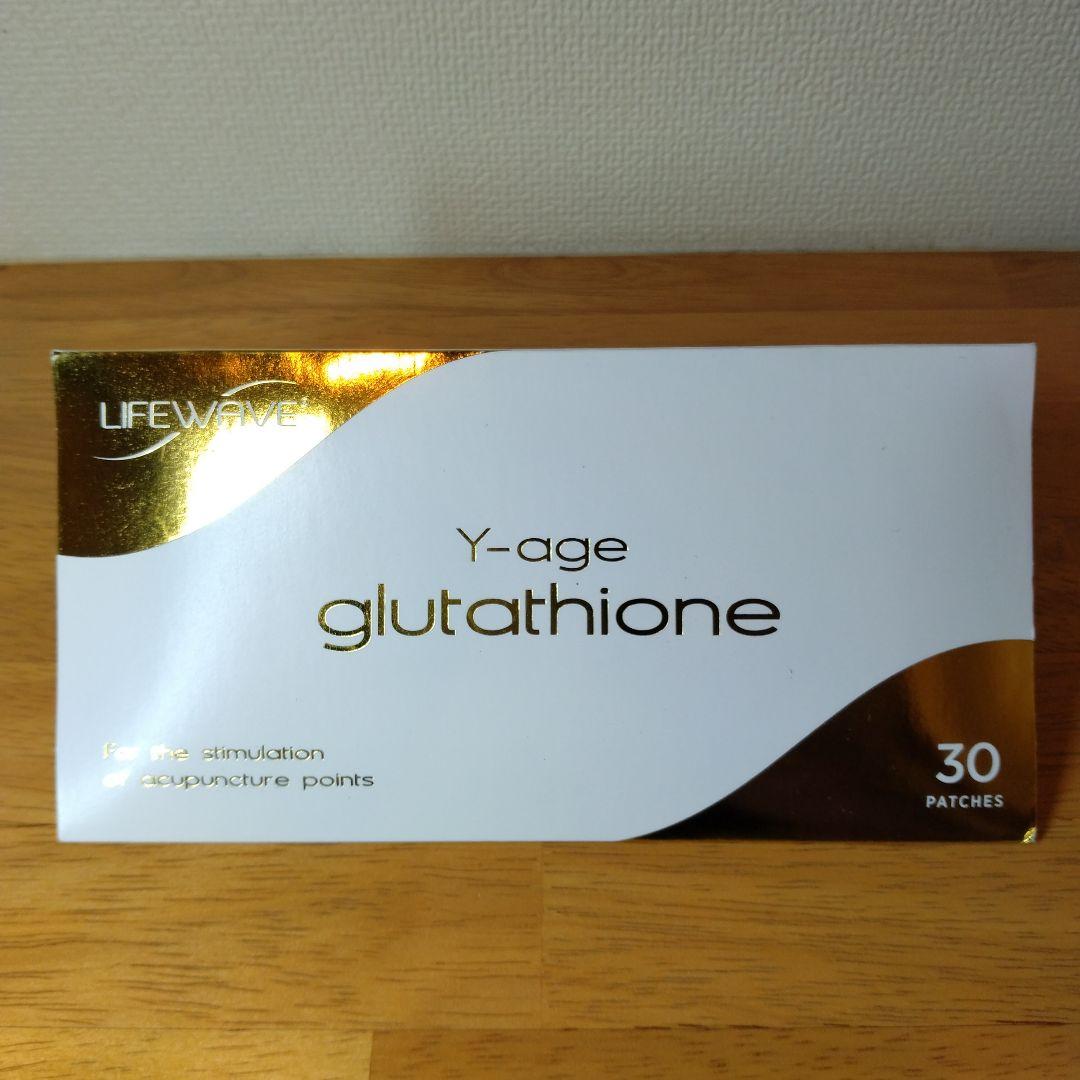 LIFEWAVE®
Y-age
glutathione
For the stimulation
of acupuncture points
30
PATCHES